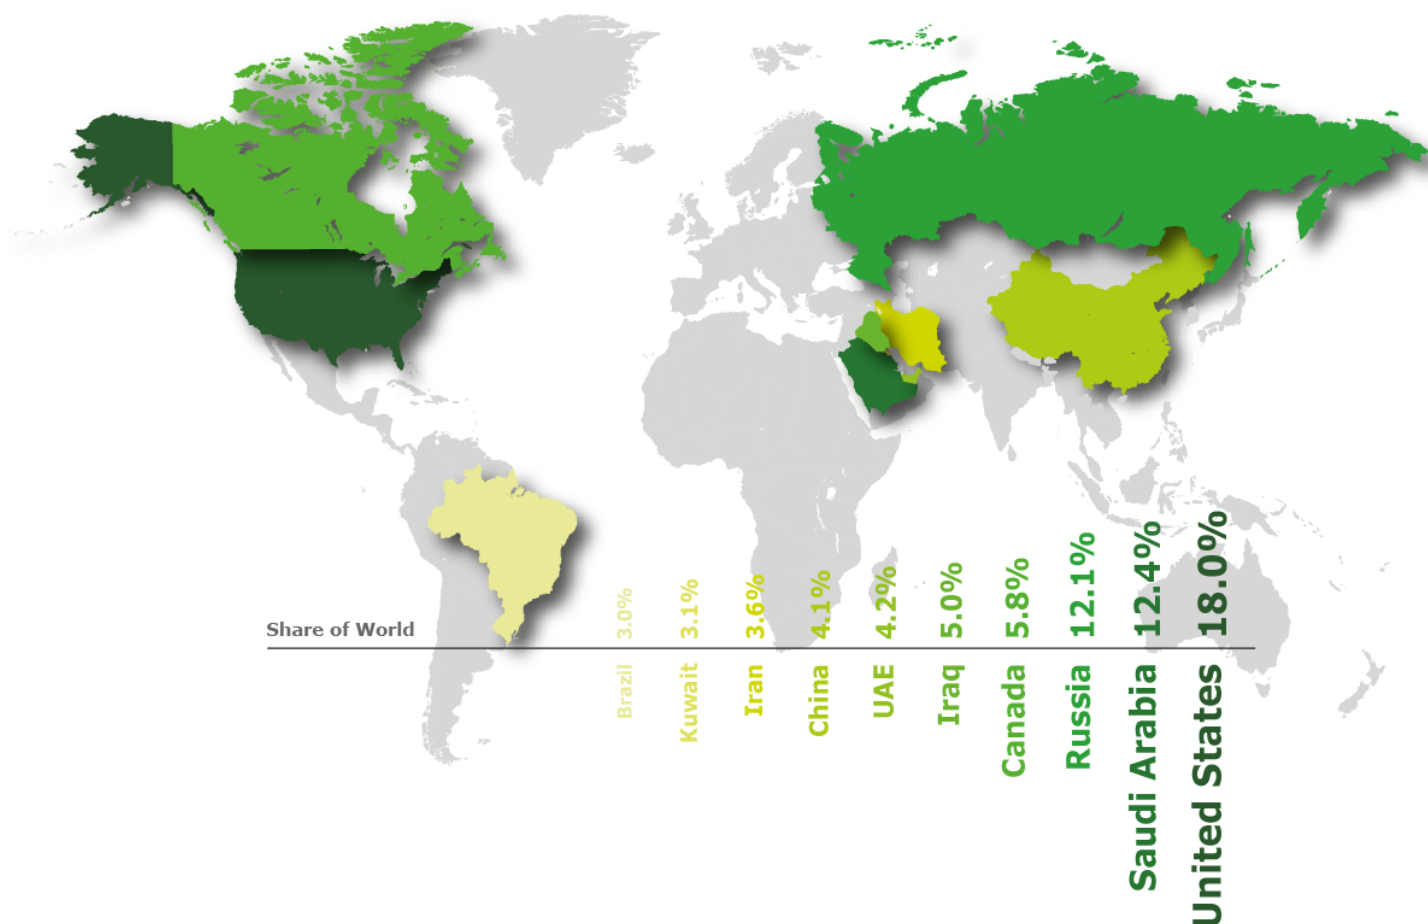 Share of World
3.0%
3.1%
3.6%
4.1%
4.2%
5.0%
5.8%
12.1%
12.4%
18.0%
Brazil
Kuwait
Iran
China
UAE
Iraq
Canada
Russia
Saudi Arabia
United States